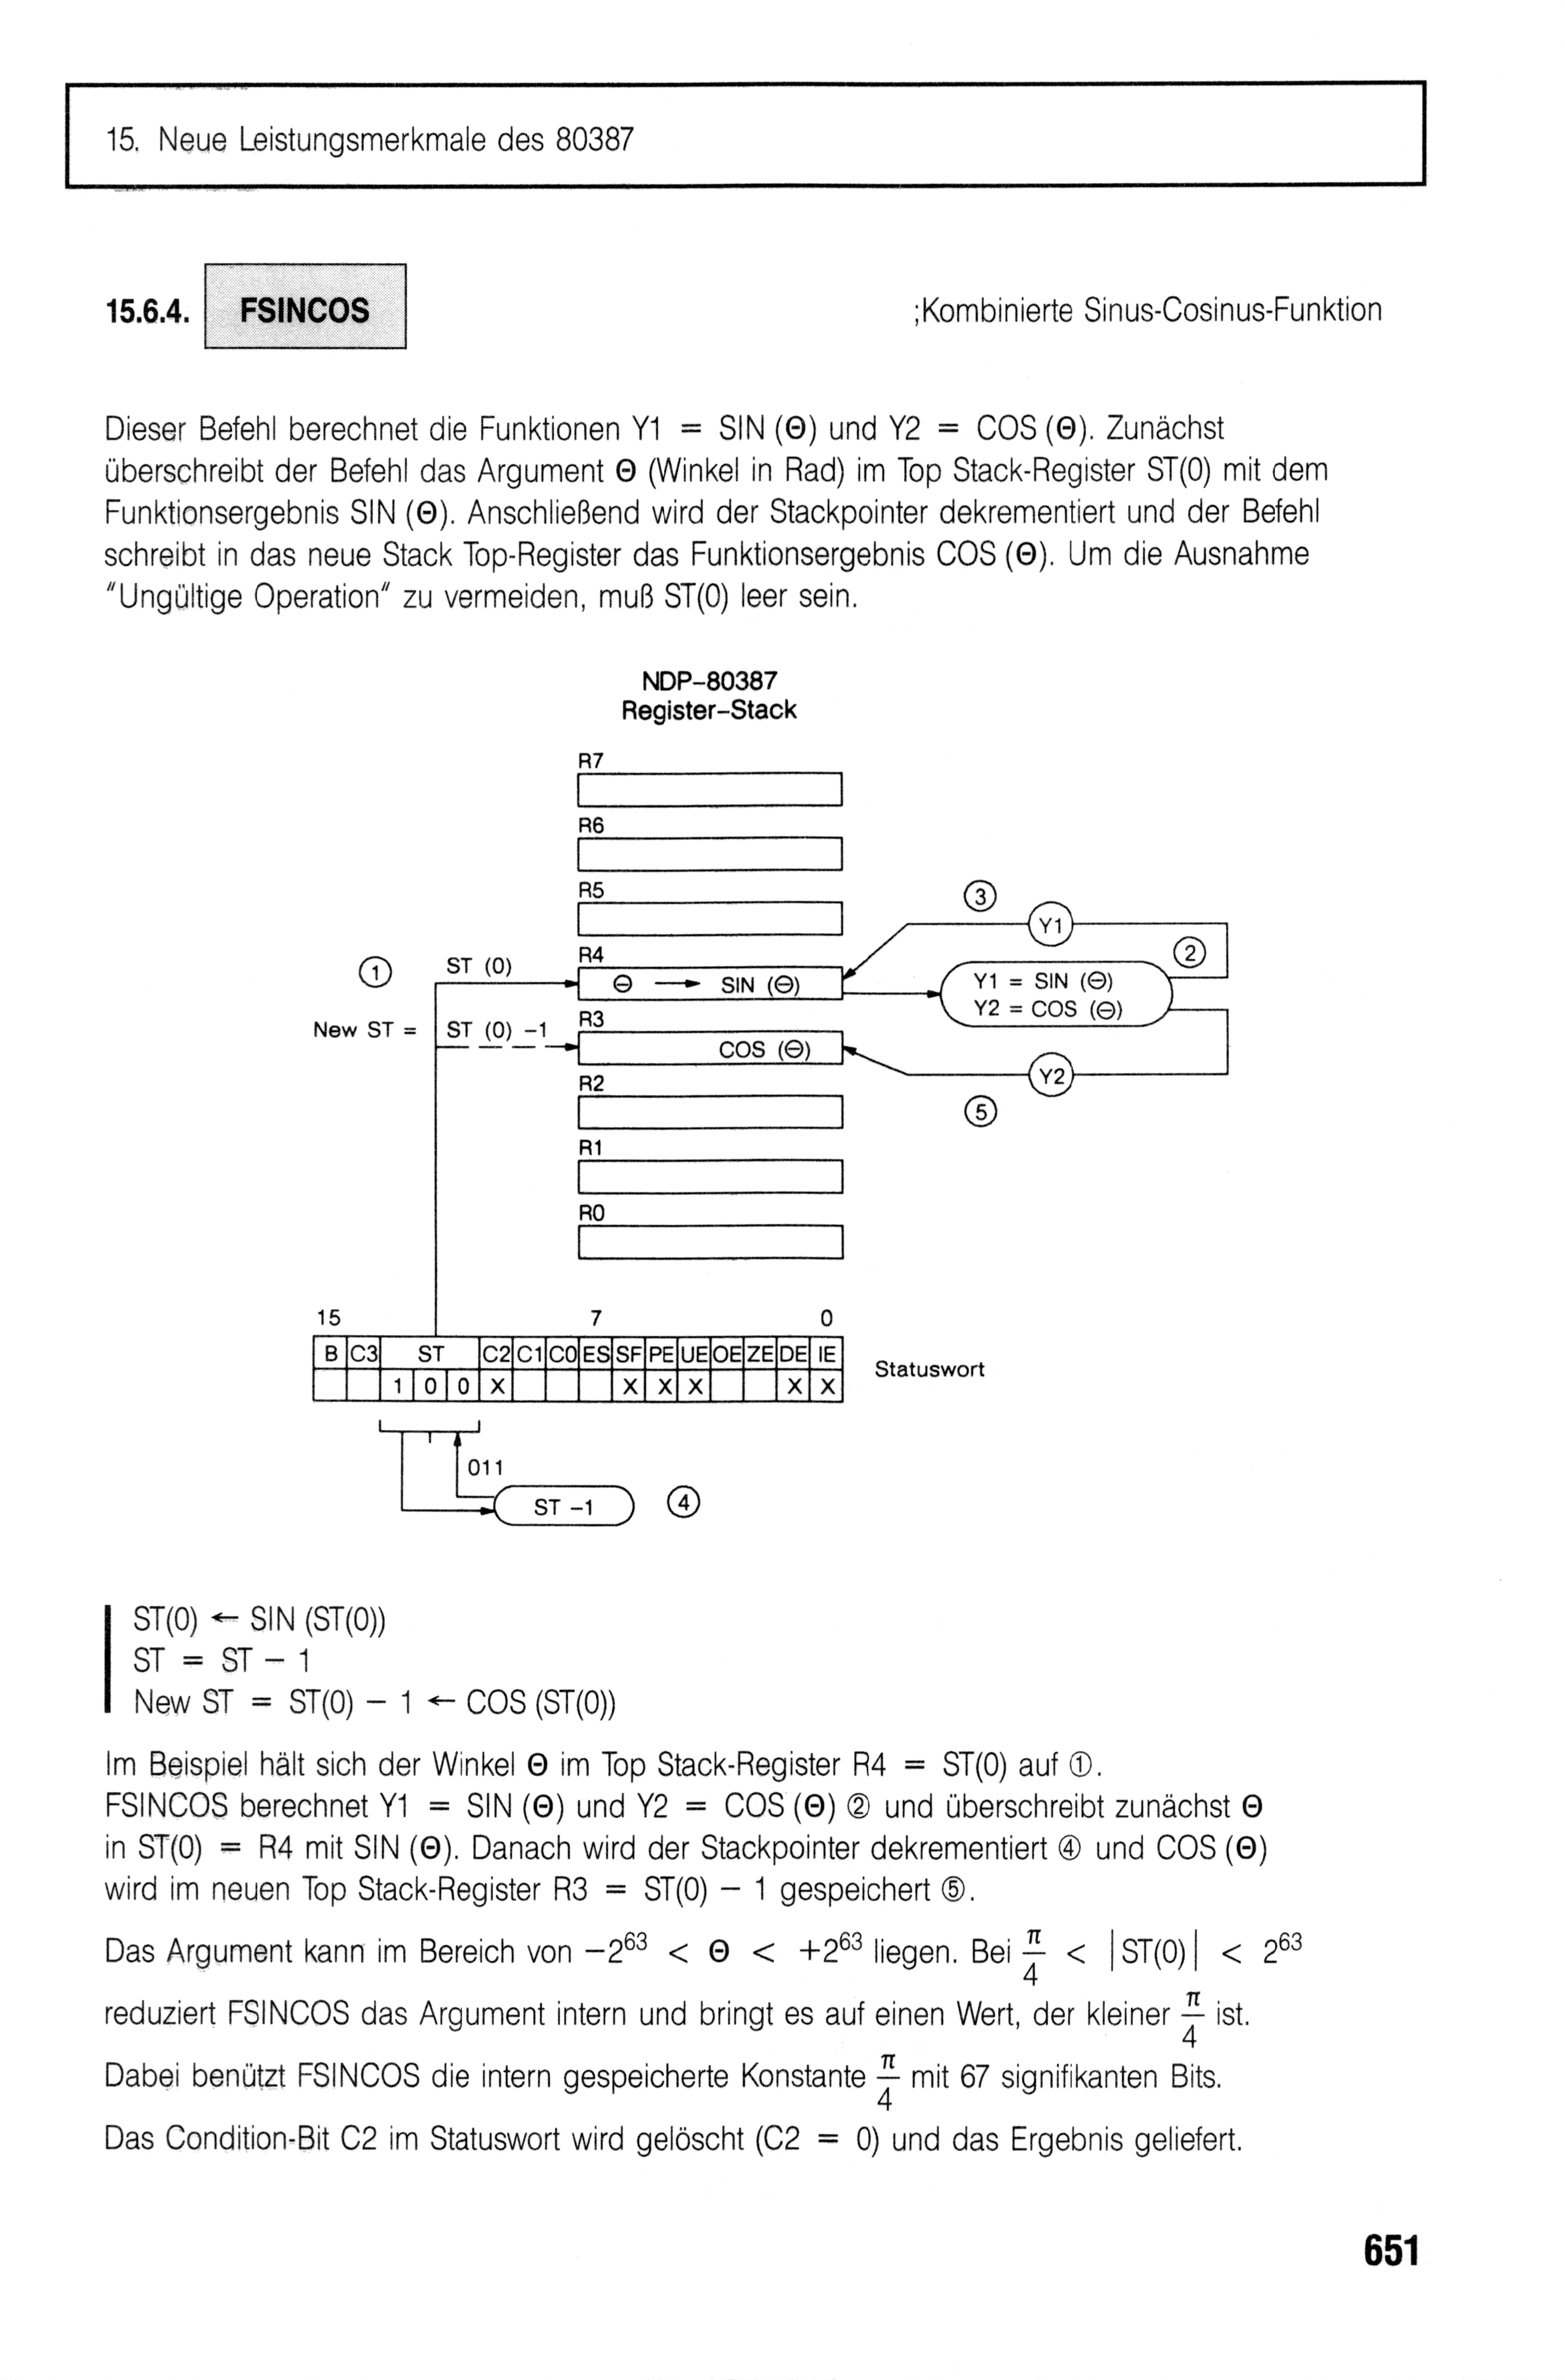 15. Neue Leistungsmerkmale des 80387
15.6.4. FSINCOS ;Kombinierte Sinus-Cosinus-Funktion
Dieser Befehl berechnet die Funktionen Y1 = SIN (Θ) und Y2 = COS (Θ). Zunächst
überschreibt der Befehl das Argument Θ (Winkel in Rad) im Top Stack-Register ST(0) mit dem
Funktionsergebnis SIN (Θ). Anschließend wird der Stackpointer dekrementiert und der Befehl
schreibt in das neue Stack Top-Register das Funktionsergebnis COS (Θ). Um die Ausnahme
"Ungültige Operation" zu vermeiden, muß ST(0) leer sein.
NDP-80387
Register-Stack
R7
R6
R5
③
Y1
R4
①
ST (0)
②
Θ → SIN (Θ)
Y1 = SIN (Θ)
Y2 = COS (Θ)
R3
New ST = ST (0) -1
COS (Θ)
Y2
R2
⑤
R1
R0
15 7 0
B C3 ST C2 C1 C0 ES SF PE UE OE ZE DE IE
Statuswort
1 0 0 X X X X X X
011
ST -1 ④
ST(0) ← SIN (ST(0))
ST = ST − 1
New ST = ST(0) − 1 ← COS (ST(0))
Im Beispiel hält sich der Winkel Θ im Top Stack-Register R4 = ST(0) auf ①.
FSINCOS berechnet Y1 = SIN (Θ) und Y2 = COS (Θ) ② und überschreibt zunächst Θ
in ST(0) = R4 mit SIN (Θ). Danach wird der Stackpointer dekrementiert ④ und COS (Θ)
wird im neuen Top Stack-Register R3 = ST(0) − 1 gespeichert ⑤.
Das Argument kann im Bereich von −2⁶³ < Θ < +2⁶³ liegen. Bei π/4 < |ST(0)| < 2⁶³
reduziert FSINCOS das Argument intern und bringt es auf einen Wert, der kleiner π/4 ist.
Dabei benützt FSINCOS die intern gespeicherte Konstante π/4 mit 67 signifikanten Bits.
Das Condition-Bit C2 im Statuswort wird gelöscht (C2 = 0) und das Ergebnis geliefert.
651